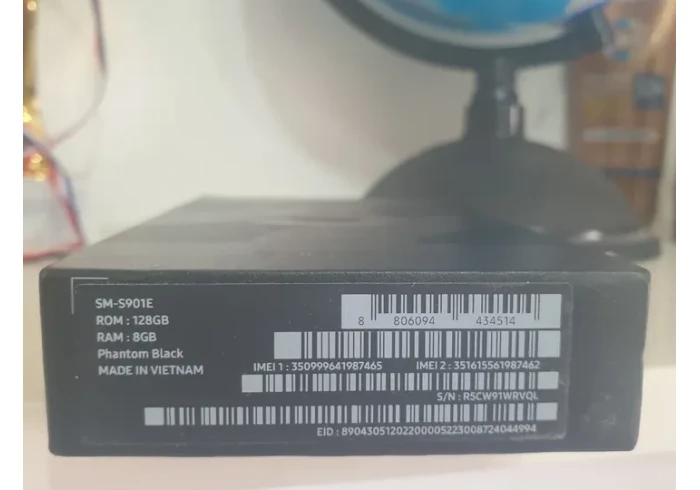 SM-S901E
ROM : 128GB
RAM : 8GB
Phantom Black
MADE IN VIETNAM
8 806094 434514
IMEI 1 : 350999641987465 IMEI 2 : 351615561987462
S/N : R5CW91WRVQL
EID : 89043051202200005223008724044994